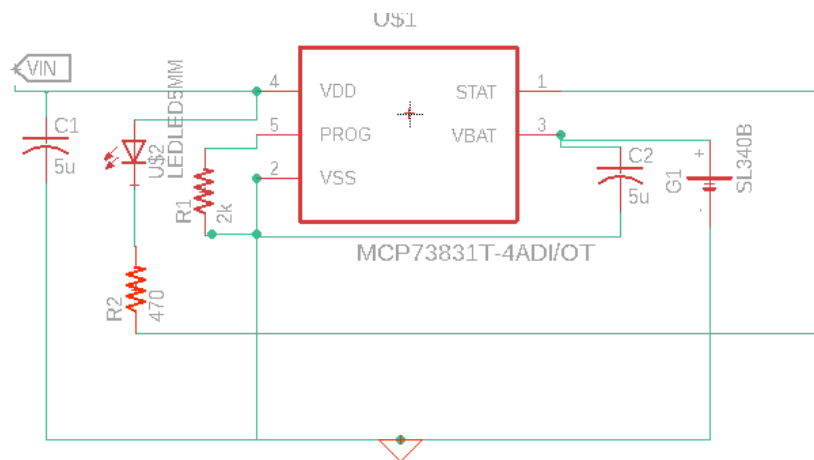 U$1
VIN
4
VDD
STAT
1
5
PROG
VBAT
3
2
VSS
C1
5u
U$2
LEDLED5MM
R1
2k
C2
5u
G1
+
-
SL340B
MCP73831T-4ADI/OT
R2
470